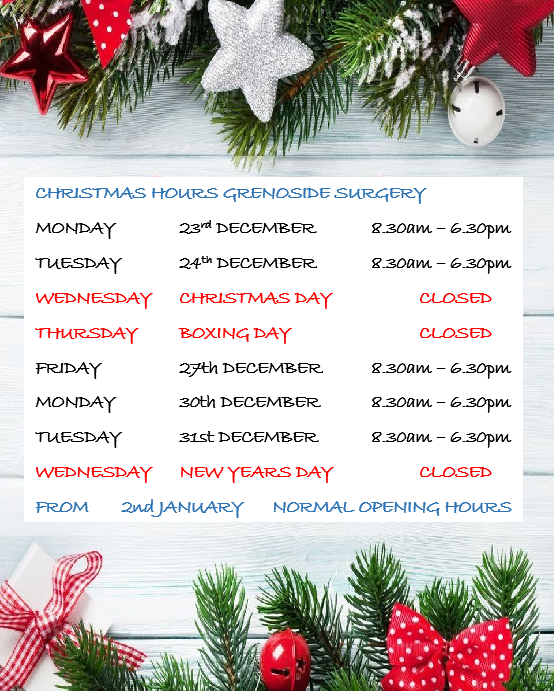 CHRISTMAS HOURS GRENOSIDE SURGERY
MONDAY 23rd DECEMBER 8.30am – 6.30pm
TUESDAY 24th DECEMBER 8.30am – 6.30pm
WEDNESDAY CHRISTMAS DAY CLOSED
THURSDAY BOXING DAY CLOSED
FRIDAY 27th DECEMBER 8.30am – 6.30pm
MONDAY 30th DECEMBER 8.30am – 6.30pm
TUESDAY 31st DECEMBER 8.30am – 6.30pm
WEDNESDAY NEW YEARS DAY CLOSED
FROM 2nd JANUARY NORMAL OPENING HOURS